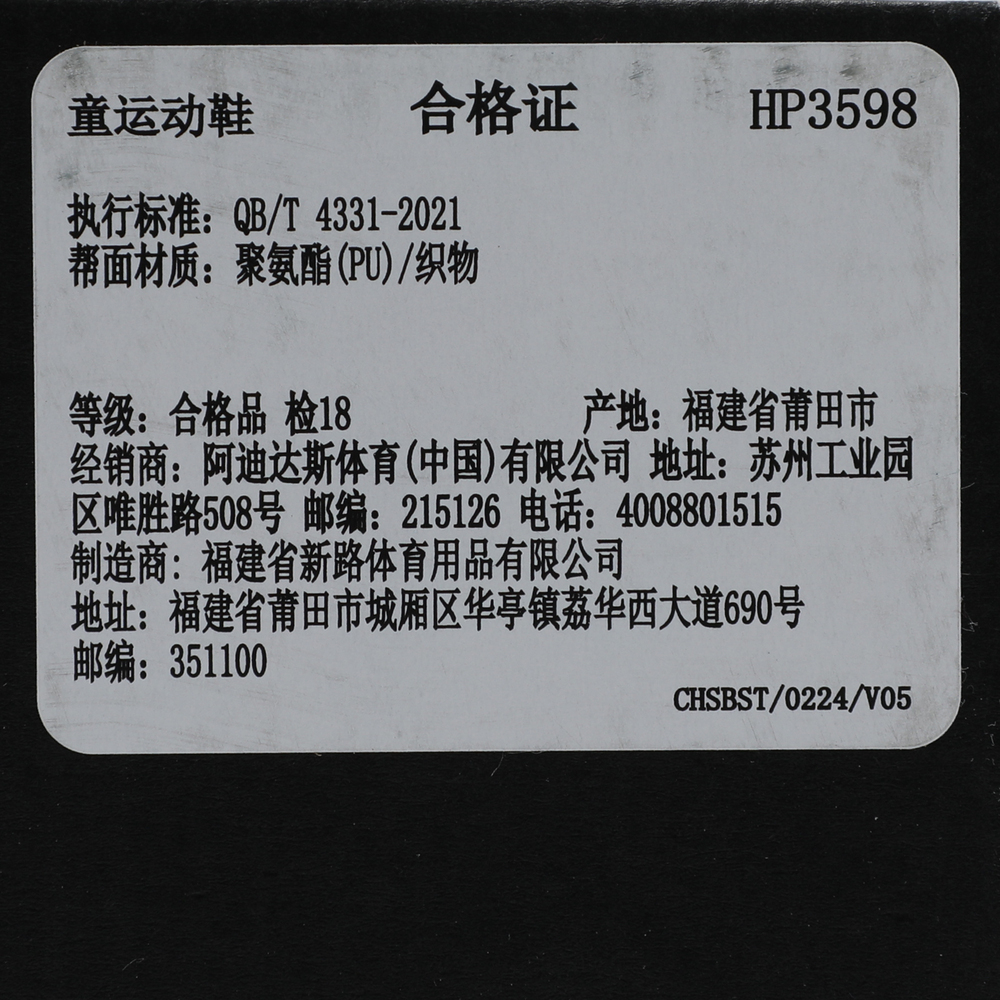 童运动鞋 合格证 HP3598
执行标准：QB/T 4331-2021
帮面材质：聚氨酯(PU)/织物
等级：合格品 检18 产地：福建省莆田市
经销商：阿迪达斯体育(中国)有限公司 地址：苏州工业园
区唯胜路508号 邮编：215126 电话：4008801515
制造商：福建省新路体育用品有限公司
地址：福建省莆田市城厢区华亭镇荔华西大道690号
邮编：351100
CHSBST/0224/V05